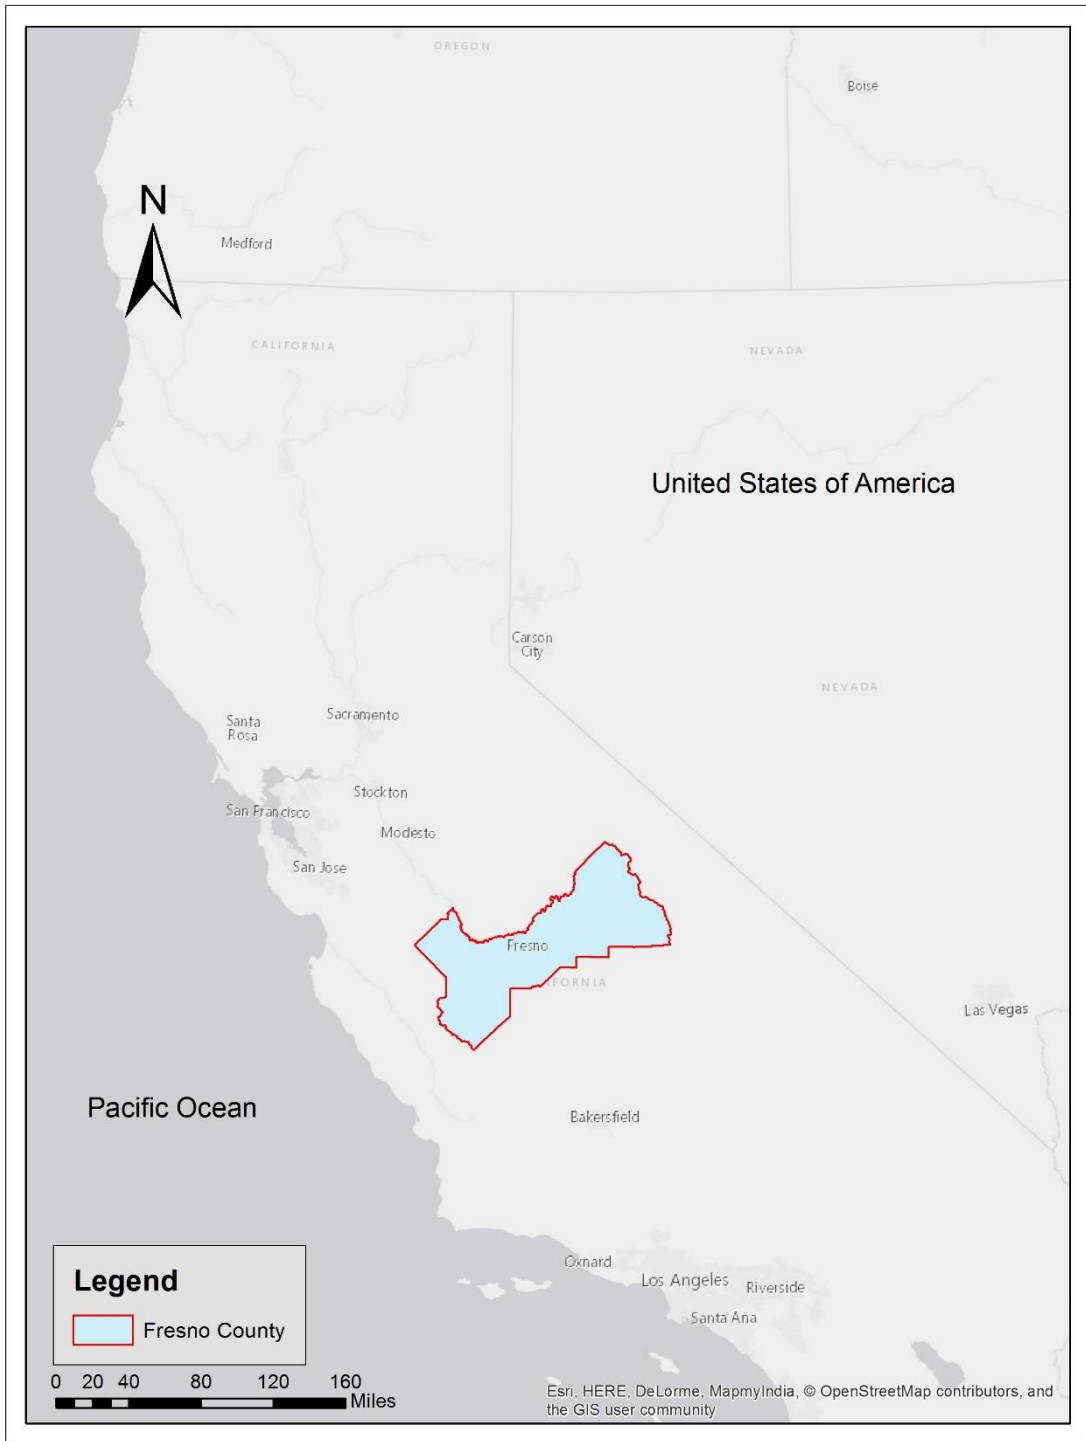 OREGON
Boise
N
Medford
CALIFORNIA
NEVADA
United States of America
Carson
City
NEVADA
Santa
Rosa
Sacramento
Stockton
San Francisco
Modesto
San Jose
Fresno
IFORNIA
Las Vegas
Pacific Ocean
Bakersfield
Oxnard
Los Angeles
Riverside
Santa Ana
Legend
Fresno County
0 20 40 80 120 160
Miles
Esri, HERE, DeLorme, MapmyIndia, © OpenStreetMap contributors, and
the GIS user community